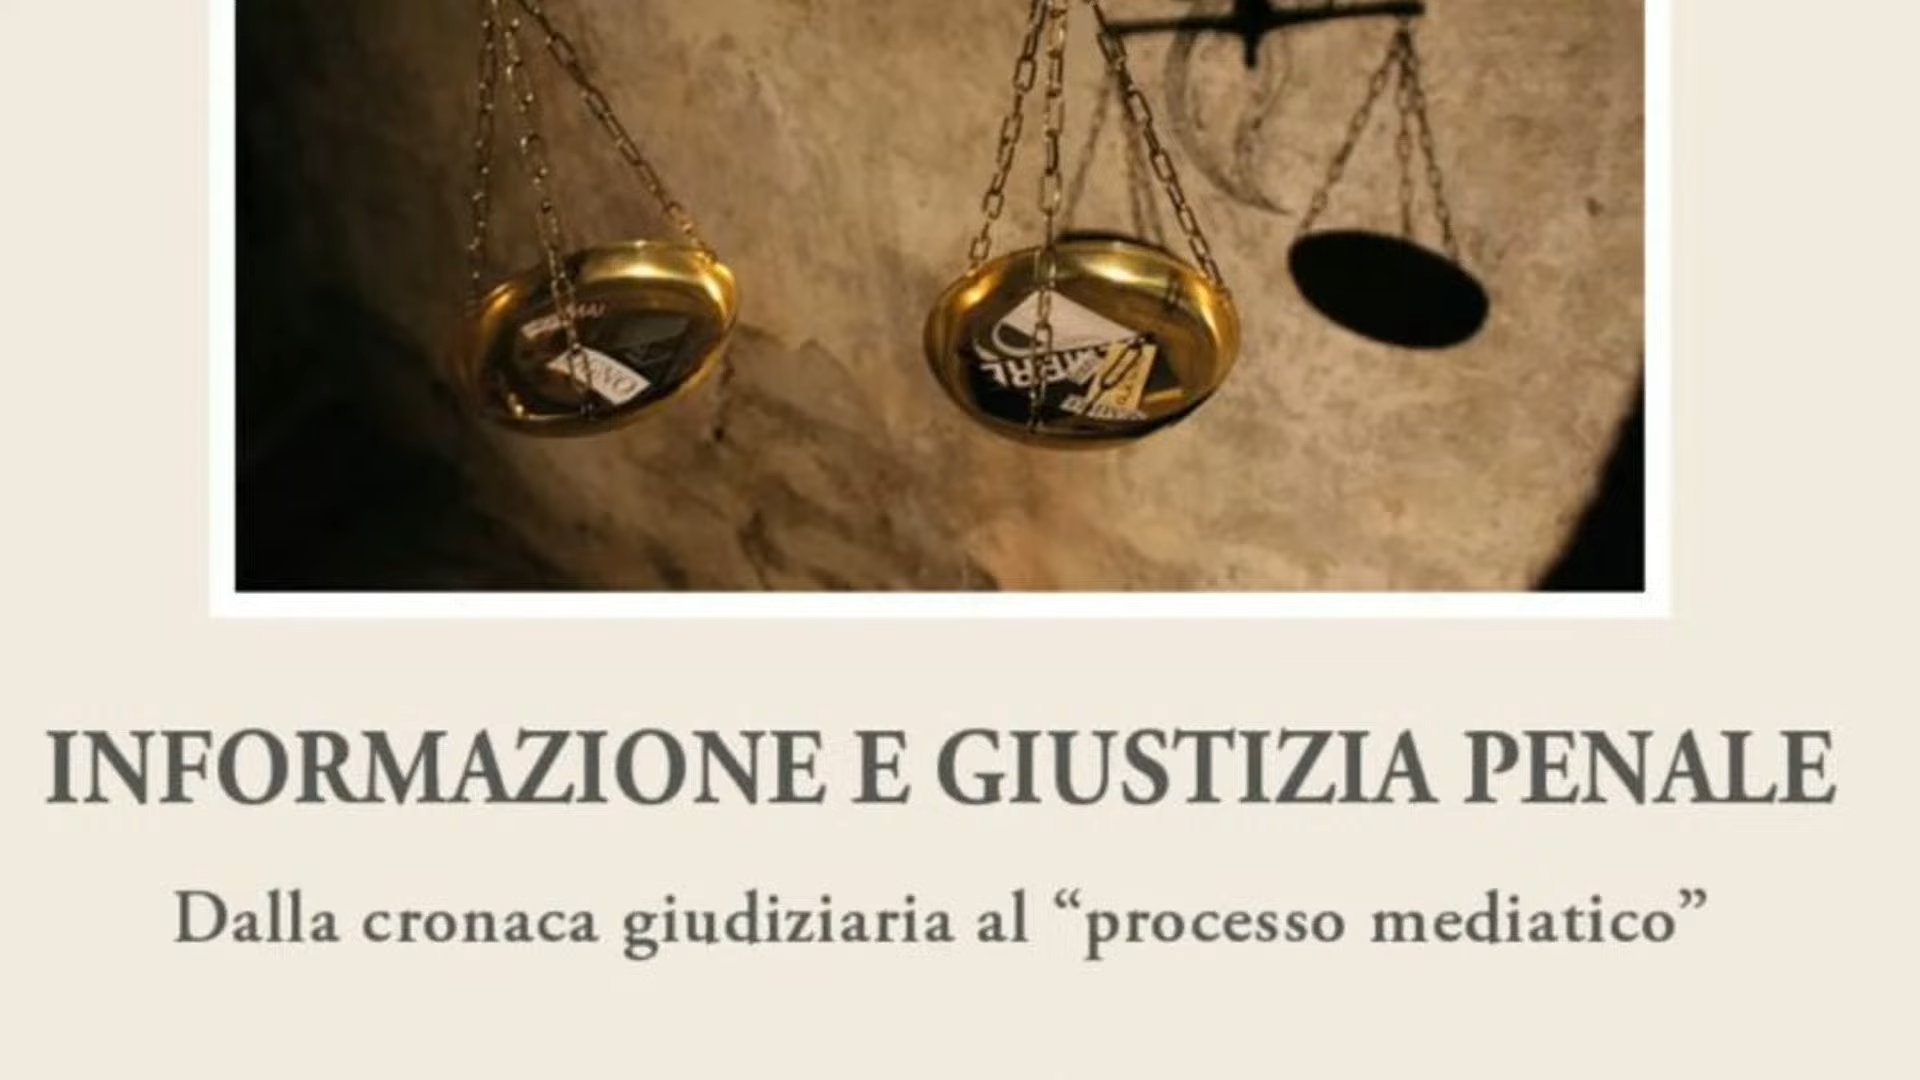 INFORMAZIONE E GIUSTIZIA PENALE
Dalla cronaca giudiziaria al “processo mediatico”